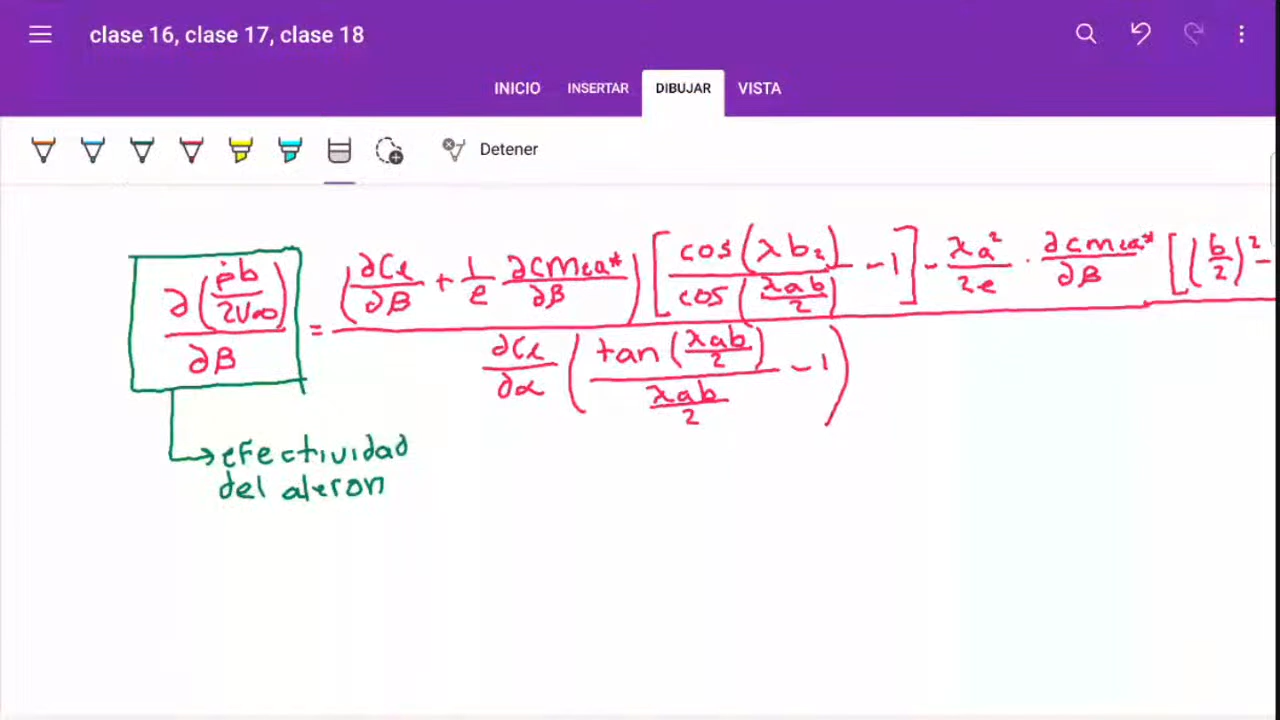 clase 16, clase 17, clase 18
INICIO INSERTAR DIBUJAR VISTA
Detener
∂(ṗb/2V∞)/∂β = (∂Cl/∂β + 1/e ∂cmca*/∂β) [cos(λb₂)/cos(λab/2) - 1] - λa²/2e · ∂cmca* /∂β [(b/2)² -
∂Cl/∂α (tan(λab/2)/(λab/2) - 1)
efectividad
del aleron